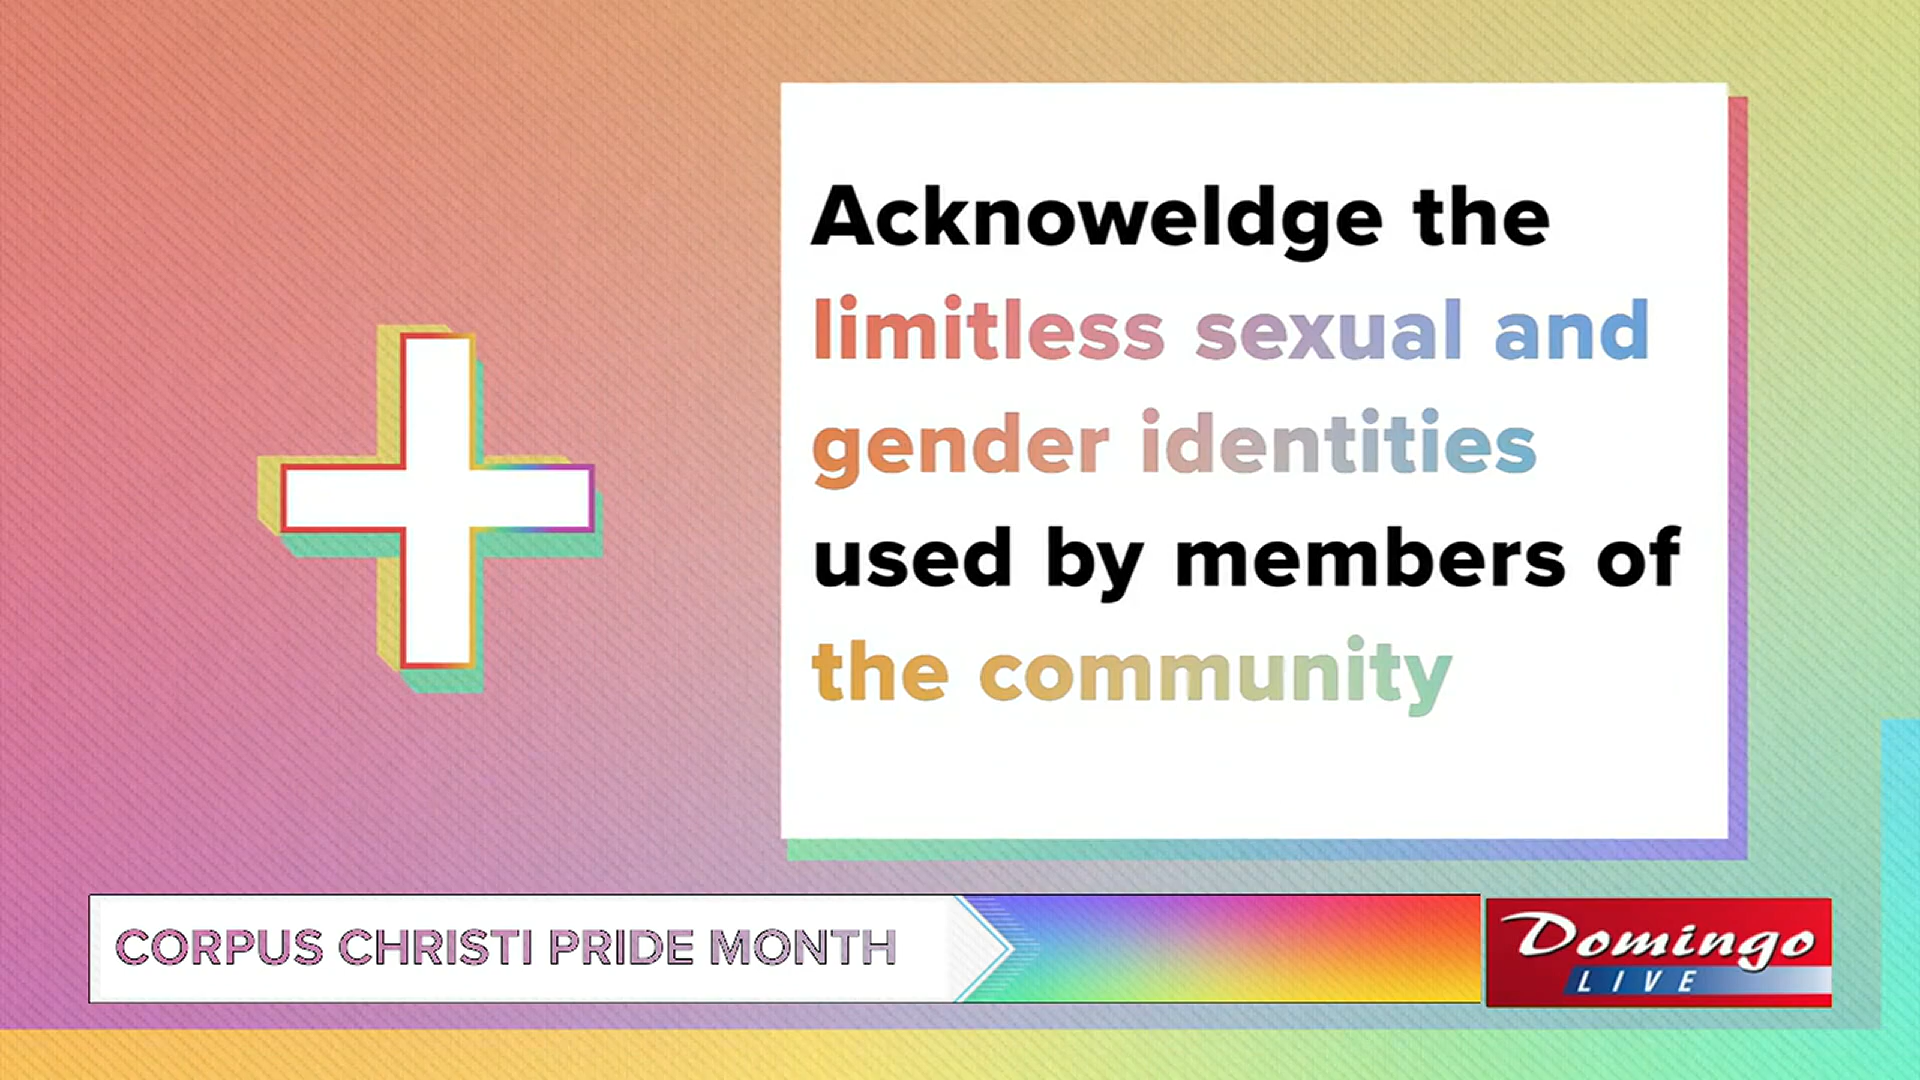 Acknoweldge the
limitless sexual and
gender identities
used by members of
the community
CORPUS CHRISTI PRIDE MONTH
Domingo
LIVE